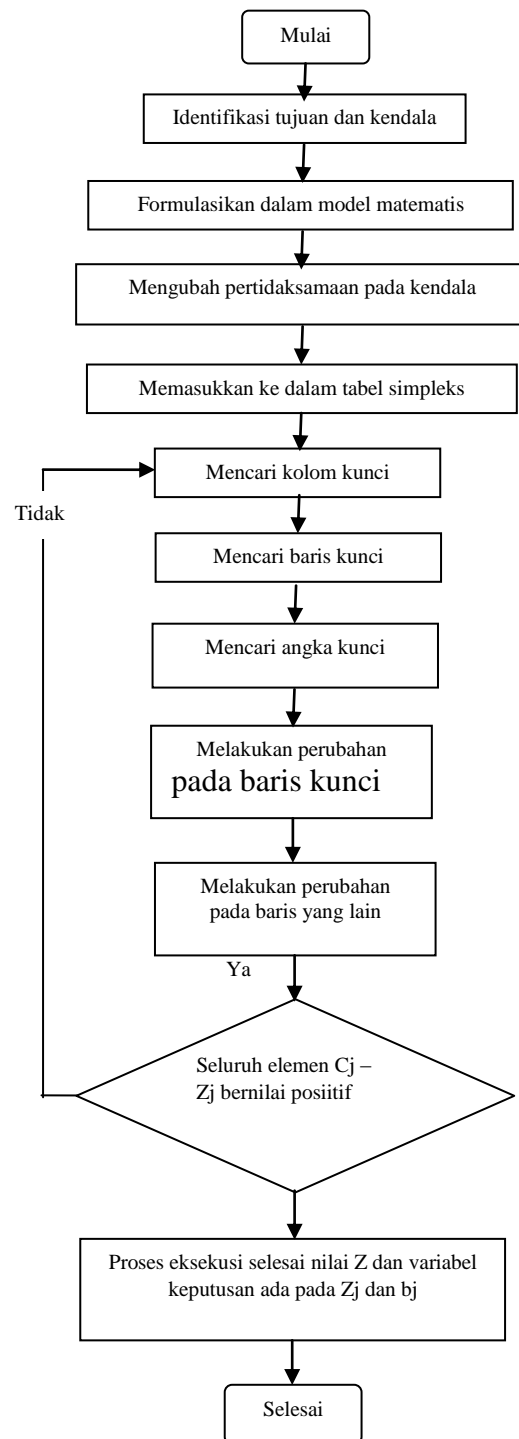 Mulai
Identifikasi tujuan dan kendala
Formulasikan dalam model matematis
Mengubah pertidaksamaan pada kendala
Memasukkan ke dalam tabel simpleks
Mencari kolom kunci
Tidak
Mencari baris kunci
Mencari angka kunci
Melakukan perubahan
pada baris kunci
Melakukan perubahan
pada baris yang lain
Ya
Seluruh elemen Cj –
Zj bernilai posiitif
Proses eksekusi selesai nilai Z dan variabel
keputusan ada pada Zj dan bj
Selesai